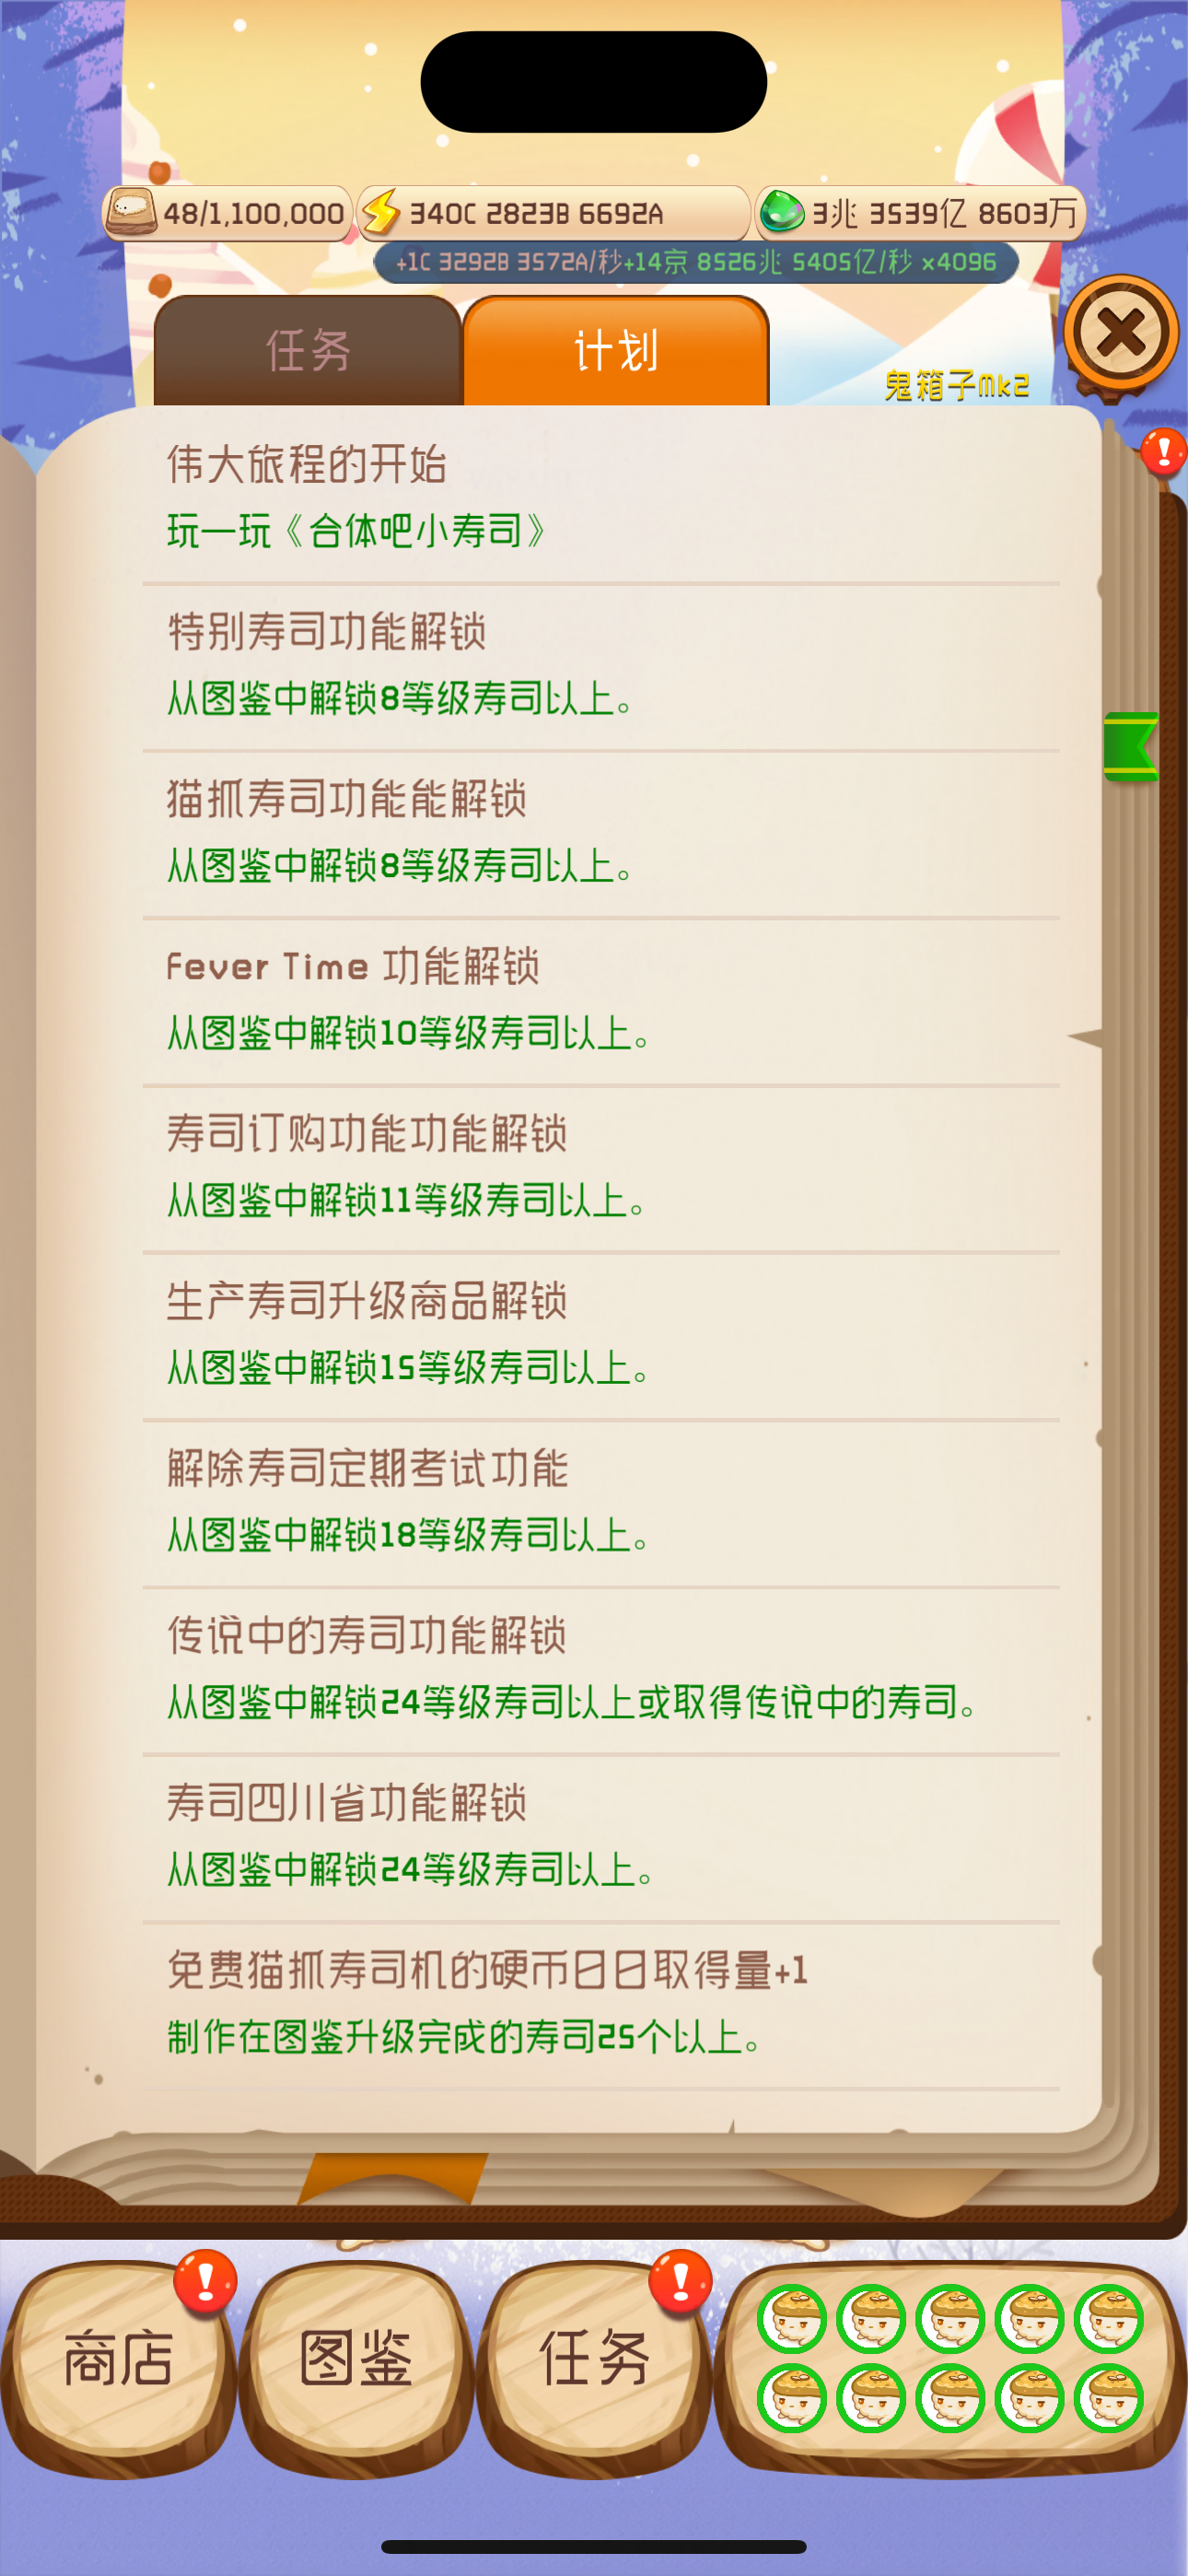 48/1,100,000
340C 2823B 6692A
3兆 3539亿 8603万
+1C 3292B 3572A/秒+14京 8526兆 5405亿/秒 x4096
任务
计划
鬼箱子mk2
伟大旅程的开始
玩一玩《合体吧小寿司》
特别寿司功能解锁
从图鉴中解锁8等级寿司以上。
猫抓寿司功能能解锁
从图鉴中解锁8等级寿司以上。
Fever Time 功能解锁
从图鉴中解锁10等级寿司以上。
寿司订购功能功能解锁
从图鉴中解锁11等级寿司以上。
生产寿司升级商品解锁
从图鉴中解锁15等级寿司以上。
解除寿司定期考试功能
从图鉴中解锁18等级寿司以上。
传说中的寿司功能解锁
从图鉴中解锁24等级寿司以上或取得传说中的寿司。
寿司四川省功能解锁
从图鉴中解锁24等级寿司以上。
免费猫抓寿司机的硬币日日取得量+1
制作在图鉴升级完成的寿司25个以上。
商店
图鉴
任务